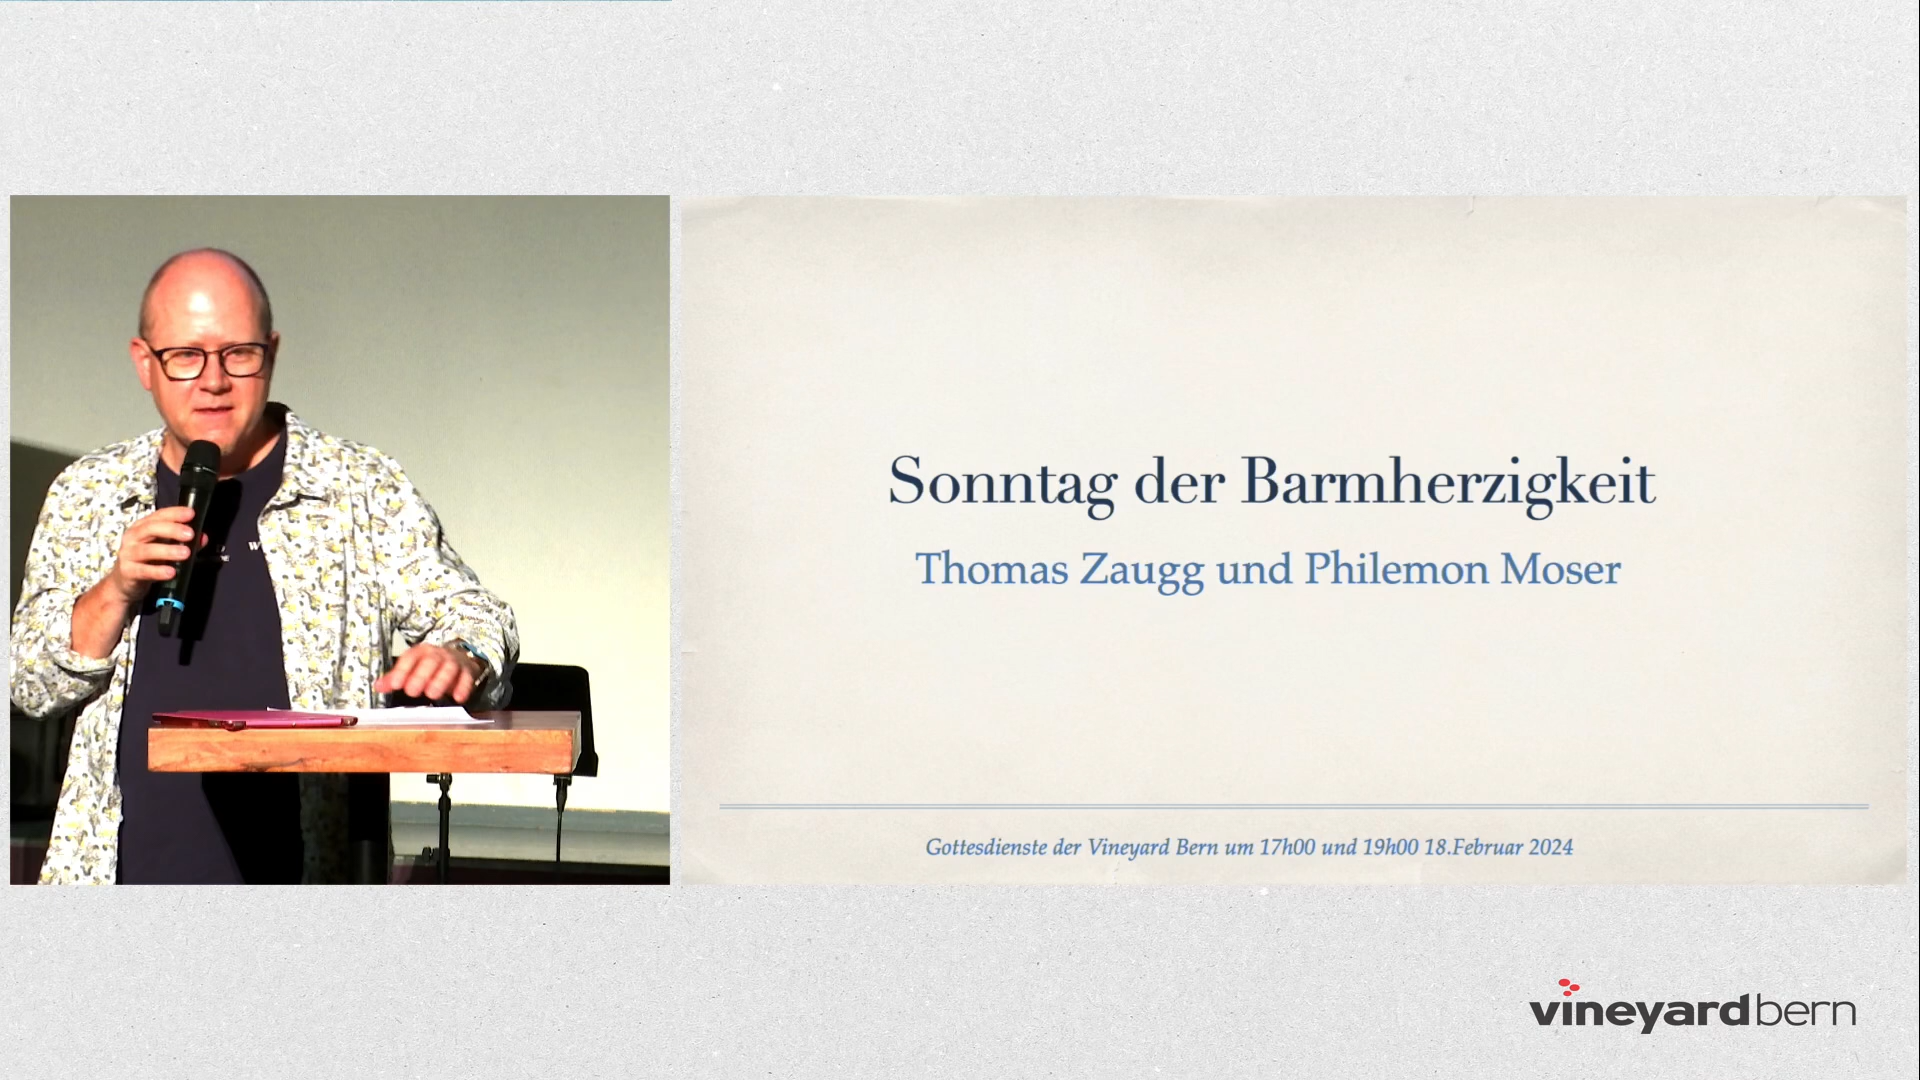 Sonntag der Barmherzigkeit
Thomas Zaugg und Philemon Moser
Gottesdienste der Vineyard Bern um 17h00 und 19h00 18.Februar 2024
vineyardbern